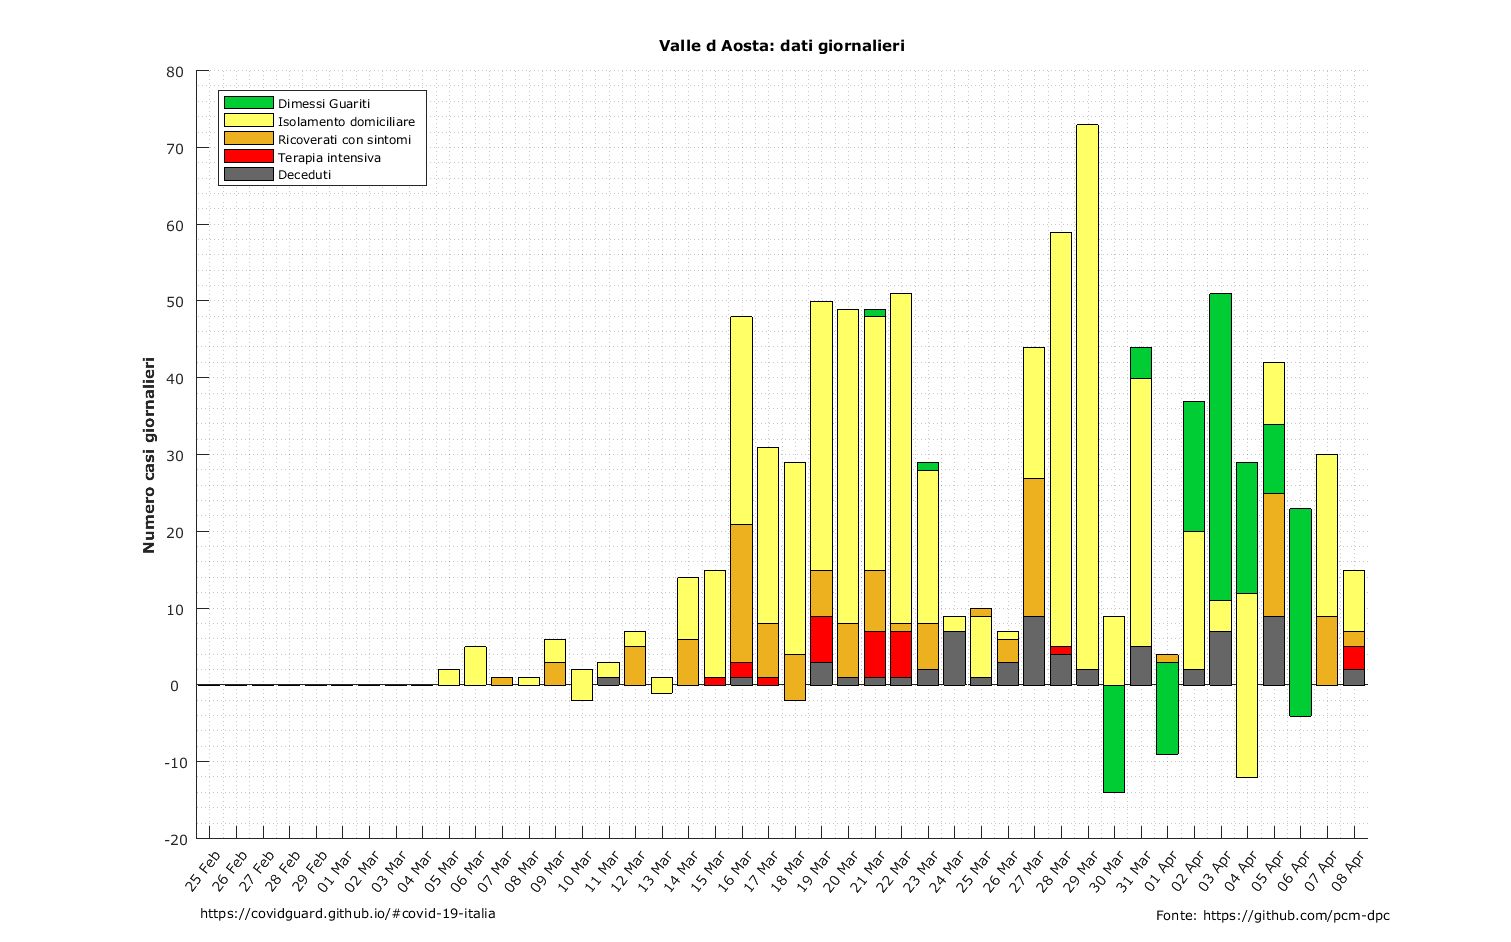 Valle d Aosta: dati giornalieri
80
70
60
50
40
30
20
10
0
-10
-20
Numero casi giornalieri
Dimessi Guariti
Isolamento domiciliare
Ricoverati con sintomi
Terapia intensiva
Deceduti
25 Feb
26 Feb
27 Feb
28 Feb
29 Feb
01 Mar
02 Mar
03 Mar
04 Mar
05 Mar
06 Mar
07 Mar
08 Mar
09 Mar
10 Mar
11 Mar
12 Mar
13 Mar
14 Mar
15 Mar
16 Mar
17 Mar
18 Mar
19 Mar
20 Mar
21 Mar
22 Mar
23 Mar
24 Mar
25 Mar
26 Mar
27 Mar
28 Mar
29 Mar
30 Mar
31 Mar
01 Apr
02 Apr
03 Apr
04 Apr
05 Apr
06 Apr
07 Apr
08 Apr
https://covidguard.github.io/#covid-19-italia
Fonte: https://github.com/pcm-dpc